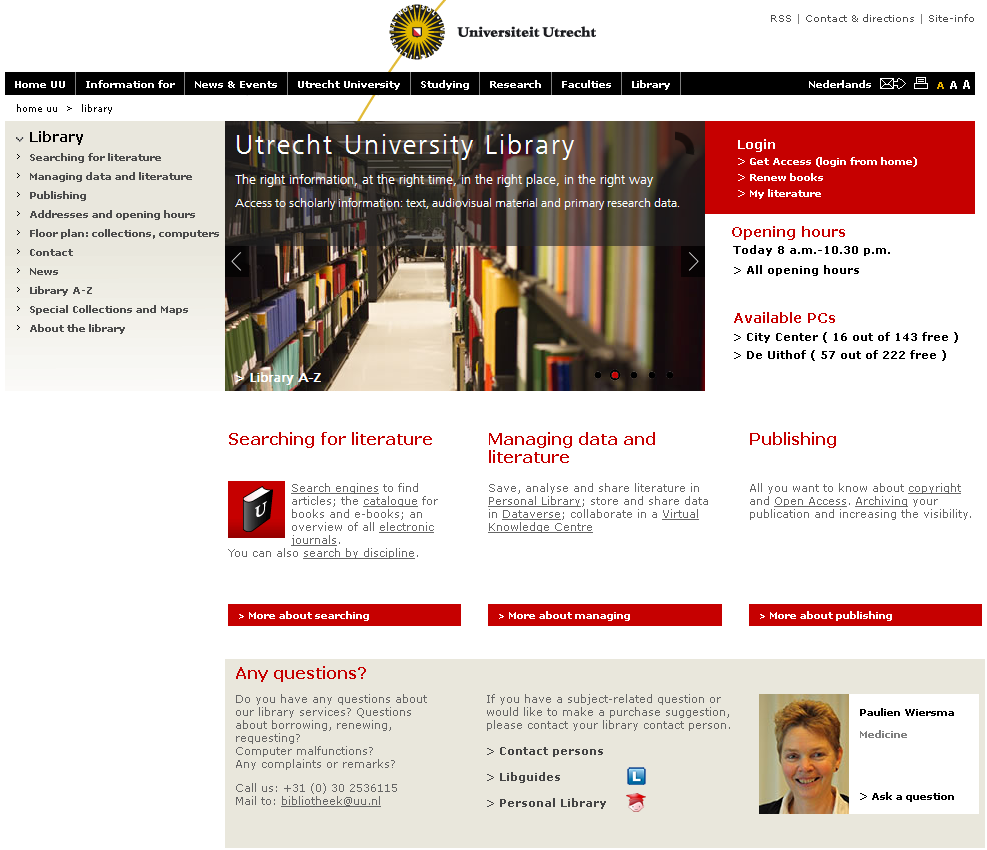 Universiteit Utrecht
RSS | Contact & directions | Site-info
Home UU | Information for | News & Events | Utrecht University | Studying | Research | Faculties | Library
Nederlands A A A
home uu > library
Library
Searching for literature
Managing data and literature
Publishing
Addresses and opening hours
Floor plan: collections, computers
Contact
News
Library A-Z
Special Collections and Maps
About the library
Utrecht University Library
The right information, at the right time, in the right place, in the right way
Access to scholarly information: text, audiovisual material and primary research data.
> Library A-Z
Login
> Get Access (login from home)
> Renew books
> My literature
Opening hours
Today 8 a.m.-10.30 p.m.
> All opening hours
Available PCs
> City Center ( 16 out of 143 free )
> De Uithof ( 57 out of 222 free )
Searching for literature
U
Search engines to find
articles; the catalogue for
books and e-books; an
overview of all electronic
journals.
You can also search by discipline.
> More about searching
Managing data and
literature
Save, analyse and share literature in
Personal Library; store and share data
in Dataverse; collaborate in a Virtual
Knowledge Centre
> More about managing
Publishing
All you want to know about copyright
and Open Access. Archiving your
publication and increasing the visibility.
> More about publishing
Any questions?
Do you have any questions about
our library services? Questions
about borrowing, renewing,
requesting?
Computer malfunctions?
Any complaints or remarks?
Call us: +31 (0) 30 2536115
Mail to: bibliotheek@uu.nl
If you have a subject-related question or
would like to make a purchase suggestion,
please contact your library contact person.
> Contact persons
> Libguides
L
> Personal Library
Paulien Wiersma
Medicine
> Ask a question